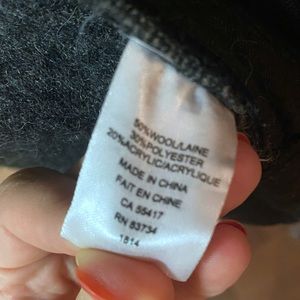 50%WOOL/LAINE
30%POLYESTER
20%ACRYLIC/ACRYLIQUE
MADE IN CHINA
FAIT EN CHINE
CA 55417
RN 83734
1814